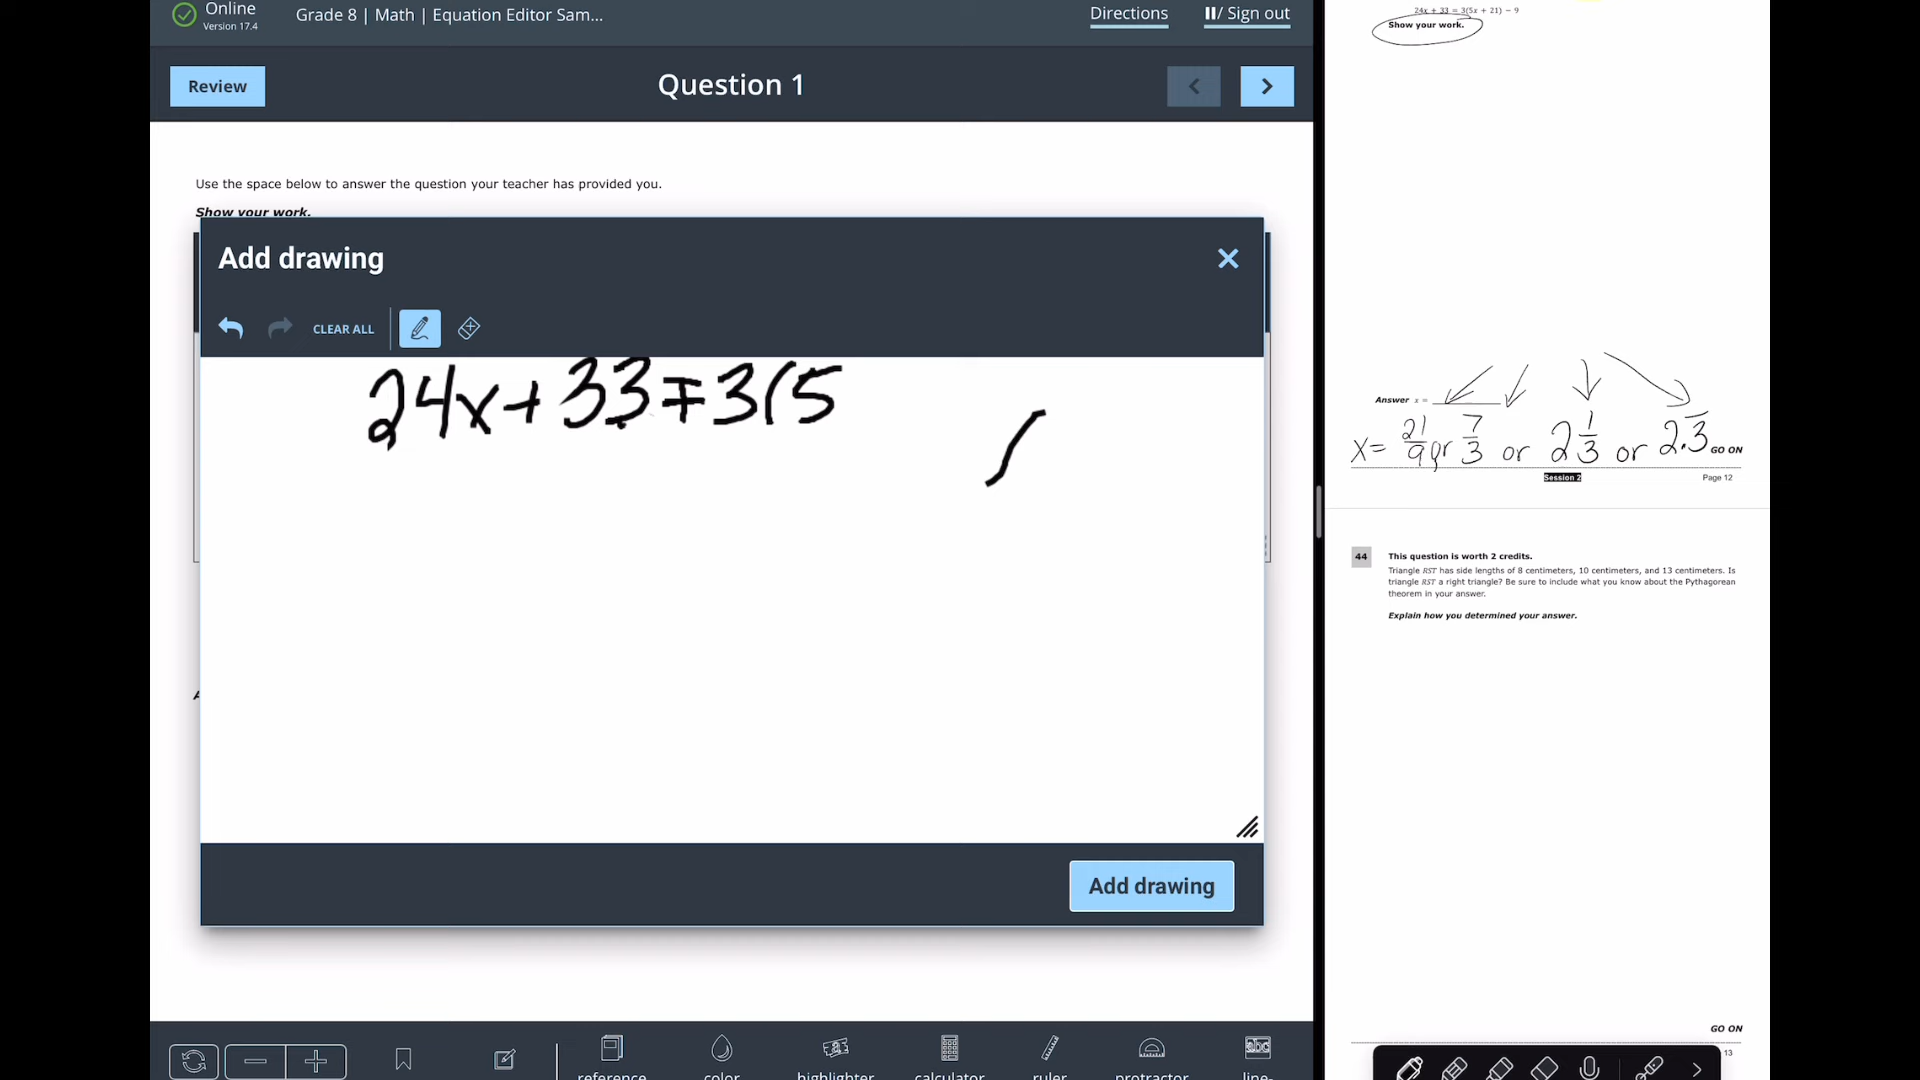 Online
Version 17.4
Grade 8 | Math | Equation Editor Sam...
Directions
/ Sign out
Review
Question 1
Use the space below to answer the question your teacher has provided you.
Show your work.
Add drawing
CLEAR ALL
24x + 33 = 3(5
Add drawing
reference
color
highlighter
calculator
ruler
protractor
line-
24x + 33 = 3(5x + 21) − 9
Show your work.
Answer x =
x = 21/9 or 7/3 or 2 1/3 or 2.3̅
GO ON
Session 2
Page 12
44
This question is worth 2 credits.
Triangle RST has side lengths of 8 centimeters, 10 centimeters, and 13 centimeters. Is
triangle RST a right triangle? Be sure to include what you know about the Pythagorean
theorem in your answer.
Explain how you determined your answer.
GO ON
13